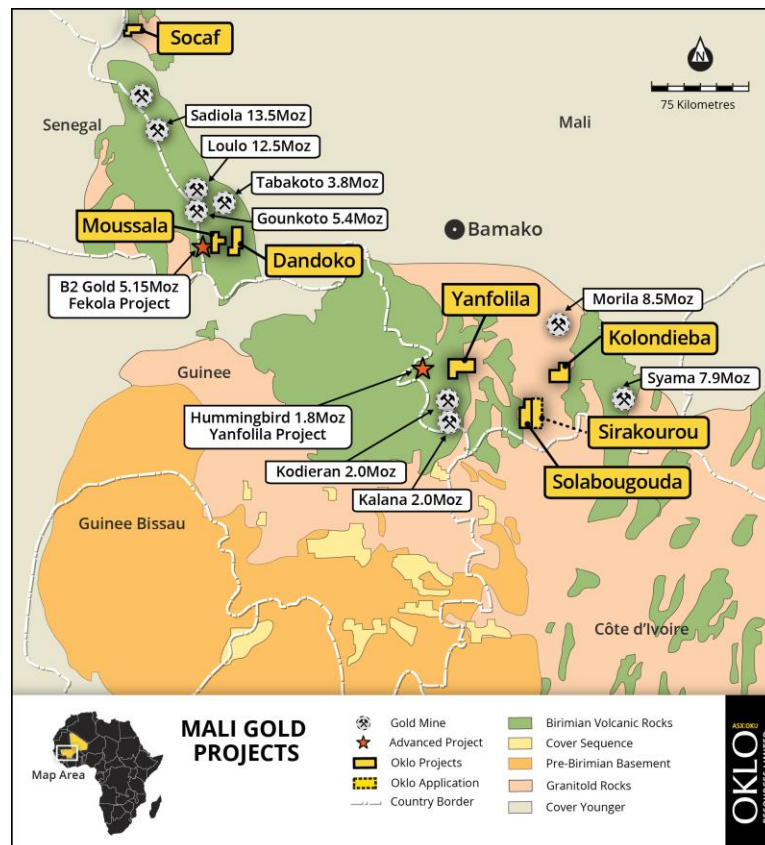 Socaf
N
75 Kilometres
Senegal
Mali
Sadiola 13.5Moz
Loulo 12.5Moz
Tabakoto 3.8Moz
Gounkoto 5.4Moz
Moussala
Dandoko
Bamako
B2 Gold 5.15Moz
Fekola Project
Yanfolila
Morila 8.5Moz
Kolondieba
Guinee
Syama 7.9Moz
Hummingbird 1.8Moz
Yanfolila Project
Sirakourou
Kodieran 2.0Moz
Solabougouda
Kalana 2.0Moz
Guinee Bissau
Côte d'Ivoire
Map Area
MALI GOLD
PROJECTS
Gold Mine
Advanced Project
Oklo Projects
Oklo Application
Country Border
Birimian Volcanic Rocks
Cover Sequence
Pre-Birimian Basement
Granitold Rocks
Cover Younger
ASX:OKU
OKLO
RESOURCES LIMITED